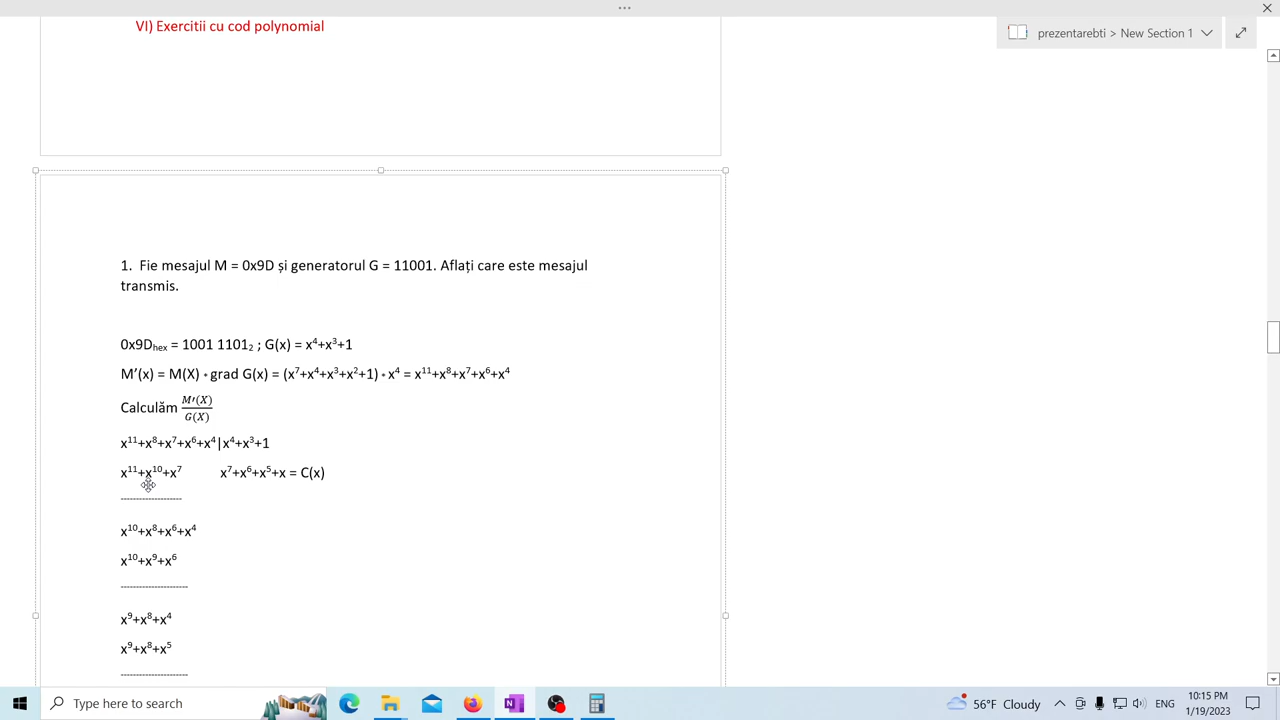 VI) Exercitii cu cod polynomial
prezentarebti > New Section 1
1. Fie mesajul M = 0x9D și generatorul G = 11001. Aflați care este mesajul
transmis.
0x9Dhex = 1001 1101₂ ; G(x) = x⁴+x³+1
M’(x) = M(X) * grad G(x) = (x⁷+x⁴+x³+x²+1) * x⁴ = x¹¹+x⁸+x⁷+x⁶+x⁴
Calculăm M′(X)/G(X)
x¹¹+x⁸+x⁷+x⁶+x⁴|x⁴+x³+1
x¹¹+x¹⁰+x⁷ x⁷+x⁶+x⁵+x = C(x)
--------------------
x¹⁰+x⁸+x⁶+x⁴
x¹⁰+x⁹+x⁶
----------------------
x⁹+x⁸+x⁴
x⁹+x⁸+x⁵
----------------------
Type here to search
56°F Cloudy
ENG
10:15 PM
1/19/2023